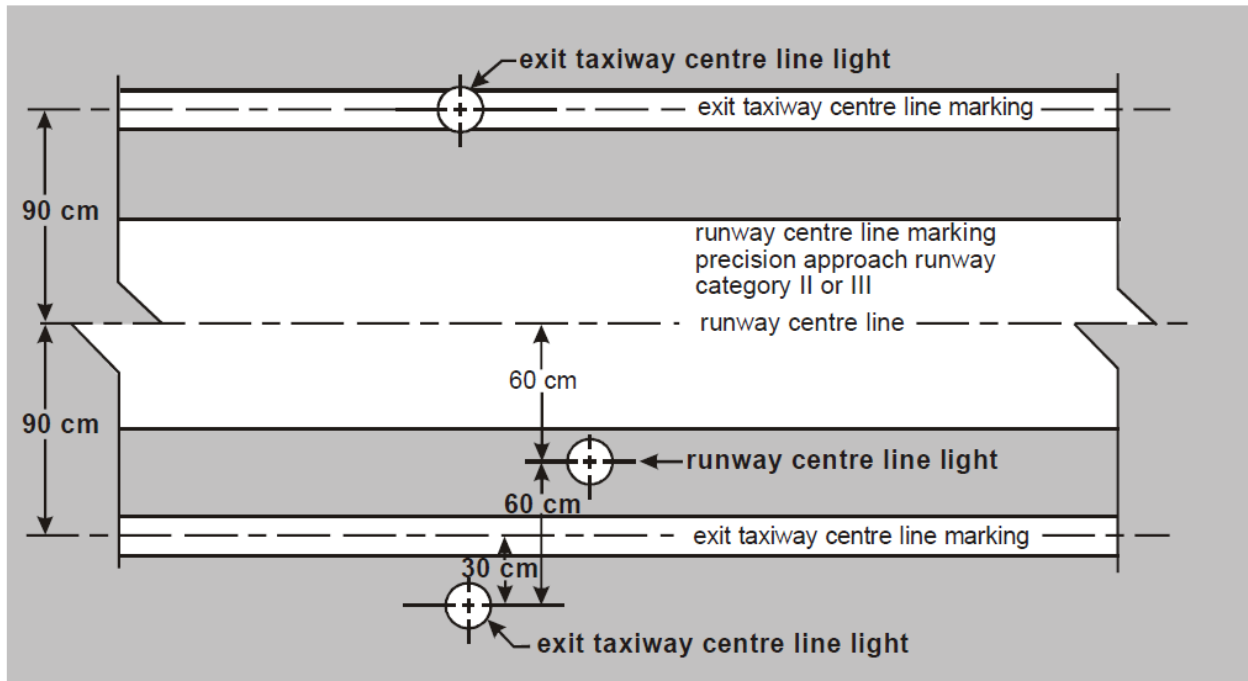 exit taxiway centre line light
exit taxiway centre line marking
90 cm
runway centre line marking
precision approach runway
category II or III
runway centre line
60 cm
90 cm
runway centre line light
60 cm
exit taxiway centre line marking
30 cm
exit taxiway centre line light